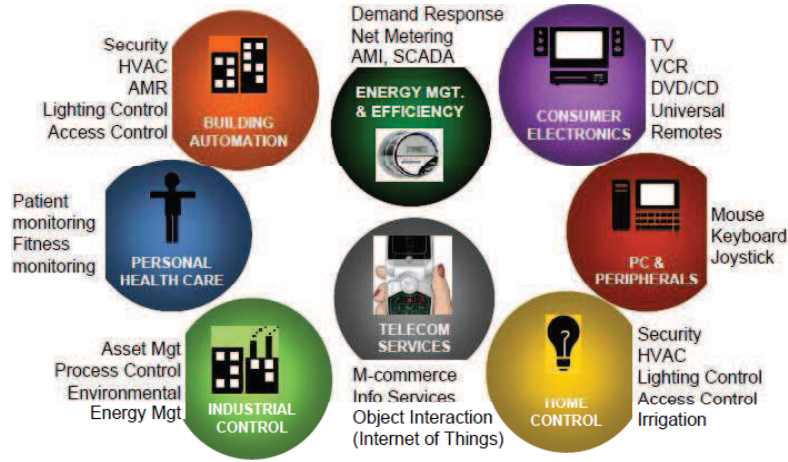 Security
HVAC
AMR
Lighting Control
Access Control
BUILDING
AUTOMATION
Demand Response
Net Metering
AMI, SCADA
ENERGY MGT.
& EFFICIENCY
CONSUMER
ELECTRONICS
TV
VCR
DVD/CD
Universal
Remotes
Patient
monitoring
Fitness
monitoring
PERSONAL
HEALTH CARE
TELECOM
SERVICES
M-commerce
Info Services
Object Interaction
(Internet of Things)
PC &
PERIPHERALS
Mouse
Keyboard
Joystick
Asset Mgt
Process Control
Environmental
Energy Mgt
INDUSTRIAL
CONTROL
?
HOME
CONTROL
Security
HVAC
Lighting Control
Access Control
Irrigation